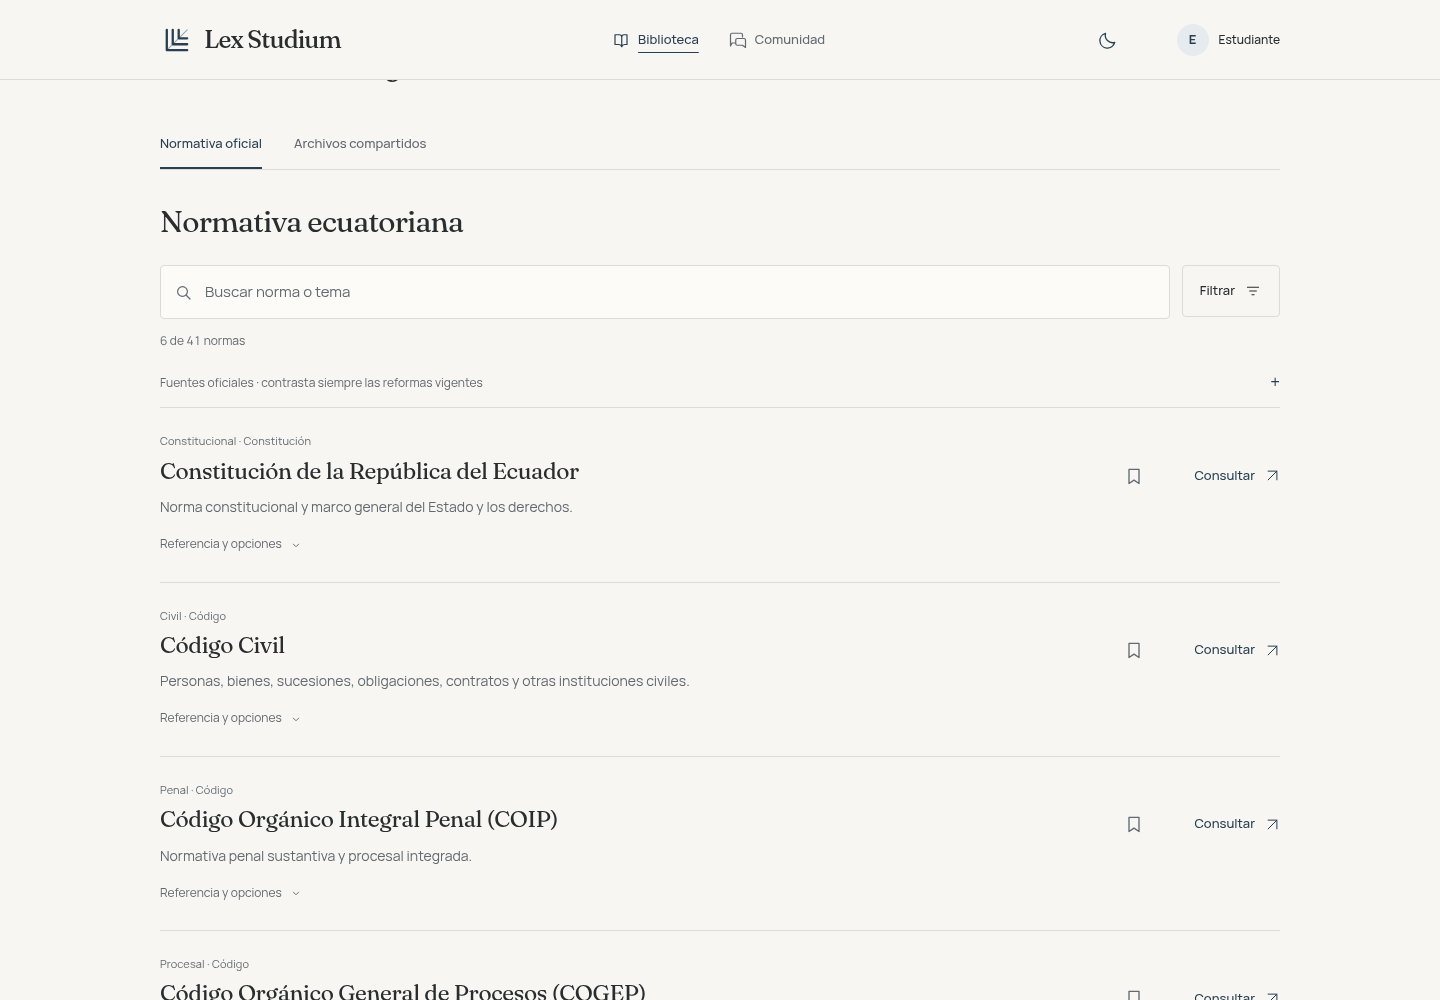 Lex Studium
Biblioteca
Comunidad
E
Estudiante
Normativa oficial
Archivos compartidos
Normativa ecuatoriana
Buscar norma o tema
Filtrar
6 de 41 normas
Fuentes oficiales · contrasta siempre las reformas vigentes
+
Constitucional · Constitución
Constitución de la República del Ecuador
Consultar
Norma constitucional y marco general del Estado y los derechos.
Referencia y opciones
Civil · Código
Código Civil
Consultar
Personas, bienes, sucesiones, obligaciones, contratos y otras instituciones civiles.
Referencia y opciones
Penal · Código
Código Orgánico Integral Penal (COIP)
Consultar
Normativa penal sustantiva y procesal integrada.
Referencia y opciones
Procesal · Código
Código Orgánico General de Procesos (COGEP)
Consultar